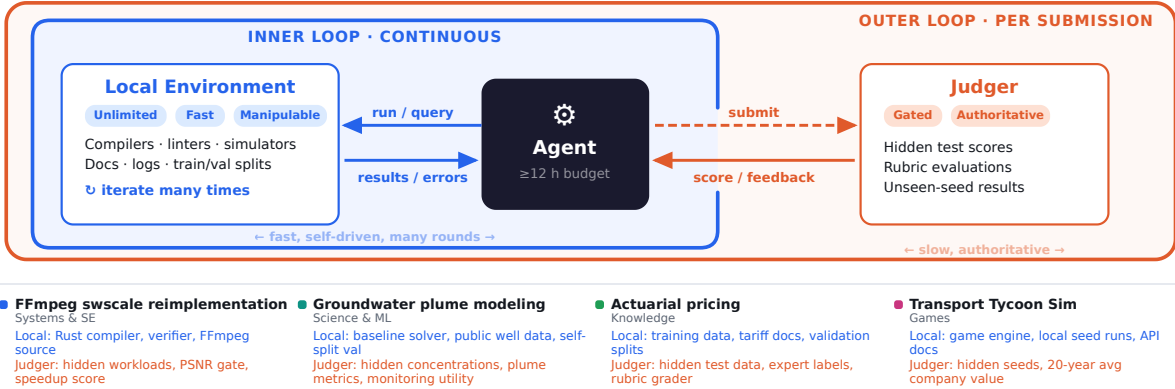 OUTER LOOP · PER SUBMISSION
INNER LOOP · CONTINUOUS
Local Environment
Unlimited Fast Manipulable
Compilers · linters · simulators
Docs · logs · train/val splits
↻ iterate many times
run / query
results / errors
Agent
≥12 h budget
submit
score / feedback
Judger
Gated Authoritative
Hidden test scores
Rubric evaluations
Unseen-seed results
← fast, self-driven, many rounds →
← slow, authoritative →
FFmpeg swscale reimplementation
Systems & SE
Local: Rust compiler, verifier, FFmpeg
source
Judger: hidden workloads, PSNR gate,
speedup score
Groundwater plume modeling
Science & ML
Local: baseline solver, public well data, self-
split val
Judger: hidden concentrations, plume
metrics, monitoring utility
Actuarial pricing
Knowledge
Local: training data, tariff docs, validation
splits
Judger: hidden test data, expert labels,
rubric grader
Transport Tycoon Sim
Games
Local: game engine, local seed runs, API
docs
Judger: hidden seeds, 20-year avg
company value